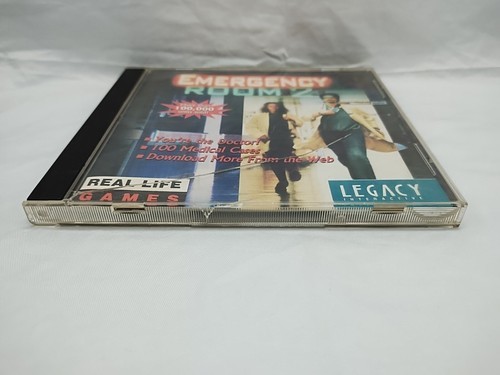 EMERGENCY
ROOM 2
100,000
You're the Doctor!
100 Medical Cases
Download More From the Web
REAL LIFE
GAMES
LEGACY
INTERACTIVE